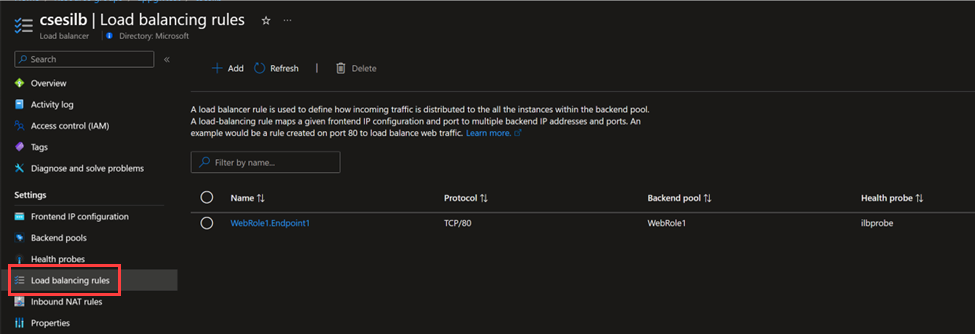 csesilb | Load balancing rules
Load balancer
Directory: Microsoft
Search
Overview
Activity log
Access control (IAM)
Tags
Diagnose and solve problems
Settings
Frontend IP configuration
Backend pools
Health probes
Load balancing rules
Inbound NAT rules
Properties
Add Refresh | Delete
A load balancer rule is used to define how incoming traffic is distributed to the all the instances within the backend pool.
A load-balancing rule maps a given frontend IP configuration and port to multiple backend IP addresses and ports. An
example would be a rule created on port 80 to load balance web traffic. Learn more.
Filter by name...
Name Protocol Backend pool Health probe
WebRole1.Endpoint1 TCP/80 WebRole1 ilbprobe